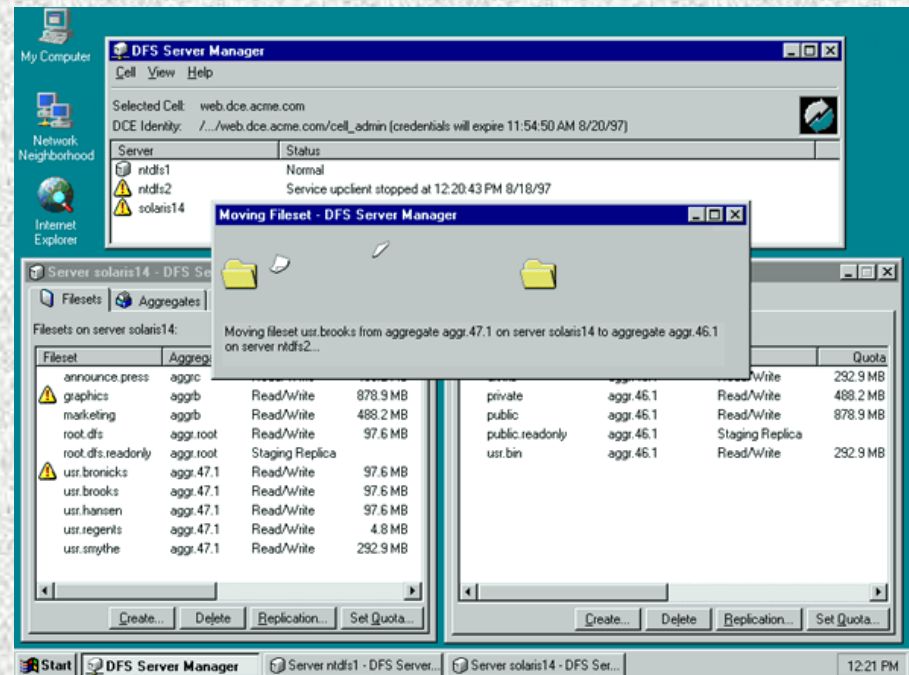 My Computer
Network
Neighborhood
Internet
Explorer
DFS Server Manager
Cell View Help
Selected Cell: web.dce.acme.com
DCE Identity: /.../web.dce.acme.com/cell_admin (credentials will expire 11:54:50 AM 8/20/97)
Server Status
ntdfs1 Normal
ntdfs2 Service upclient stopped at 12:20:43 PM 8/18/97
solaris14
Moving Fileset - DFS Server Manager
Moving fileset usr.brooks from aggregate aggr.47.1 on server solaris14 to aggregate aggr.46.1
on server ntdfs2...
Server solaris14 - DFS Se
Filesets Aggregates
Filesets on server solaris14:
Fileset Aggreg
announce.press aggrc
graphics aggrb Read/Write 878.9 MB
marketing aggrb Read/Write 488.2 MB
root.dfs aggr.root Read/Write 97.6 MB
root.dfs.readonly aggr.root Staging Replica
usr.bronicks aggr.47.1 Read/Write 97.6 MB
usr.brooks aggr.47.1 Read/Write 97.6 MB
usr.hansen aggr.47.1 Read/Write 97.6 MB
usr.regents aggr.47.1 Read/Write 4.8 MB
usr.smythe aggr.47.1 Read/Write 292.9 MB
Create... Delete Replication... Set Quota...
Quota
aggr.46.1 Read/Write 292.9 MB
private aggr.46.1 Read/Write 488.2 MB
public aggr.46.1 Read/Write 878.9 MB
public.readonly aggr.46.1 Staging Replica
usr.bin aggr.46.1 Read/Write 292.9 MB
Create... Delete Replication... Set Quota...
Start DFS Server Manager Server ntdfs1 - DFS Server... Server solaris14 - DFS Ser... 12:21 PM